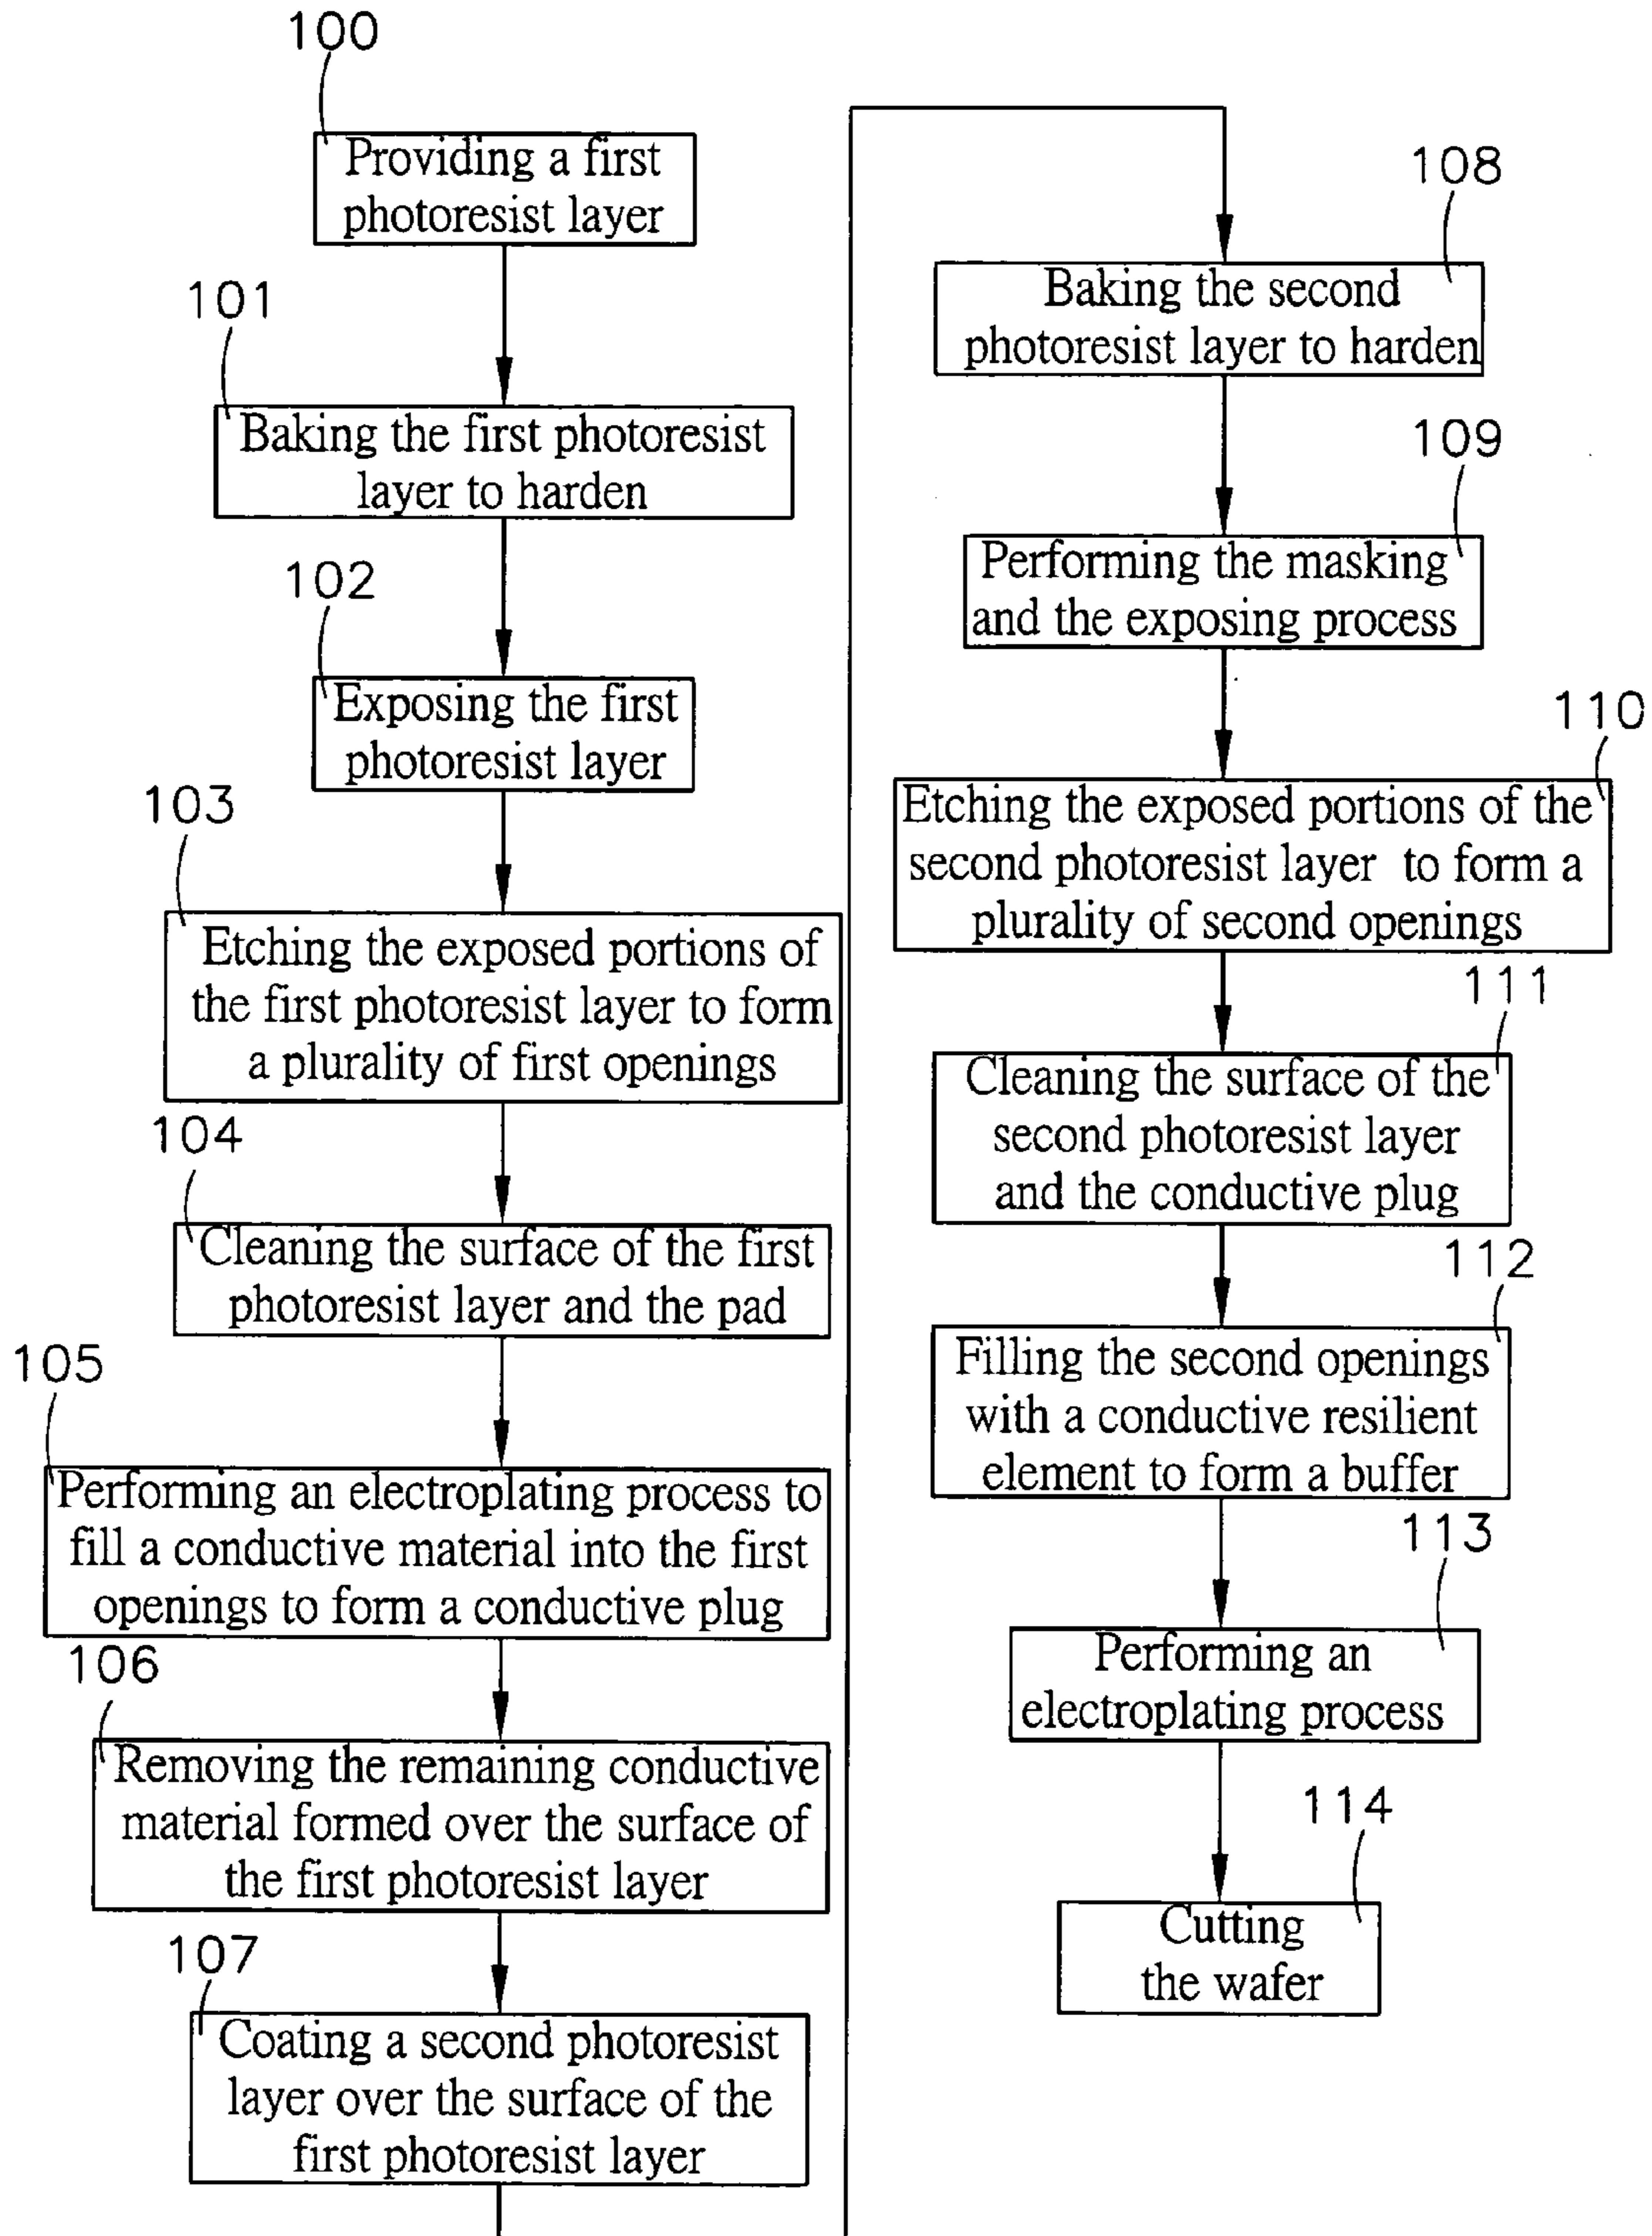 100
Providing a first
photoresist layer
101
Baking the first photoresist
layer to harden
102
Exposing the first
photoresist layer
103
Etching the exposed portions of
the first photoresist layer to form
a plurality of first openings
104
Cleaning the surface of the first
photoresist layer and the pad
105
Performing an electroplating process to
fill a conductive material into the first
openings to form a conductive plug
106
Removing the remaining conductive
material formed over the surface of
the first photoresist layer
107
Coating a second photoresist
layer over the surface of the
first photoresist layer
108
Baking the second
photoresist layer to harden
109
Performing the masking
and the exposing process
110
Etching the exposed portions of the
second photoresist layer to form a
plurality of second openings
111
Cleaning the surface of the
second photoresist layer
and the conductive plug
112
Filling the second openings
with a conductive resilient
element to form a buffer
113
Performing an
electroplating process
114
Cutting
the wafer